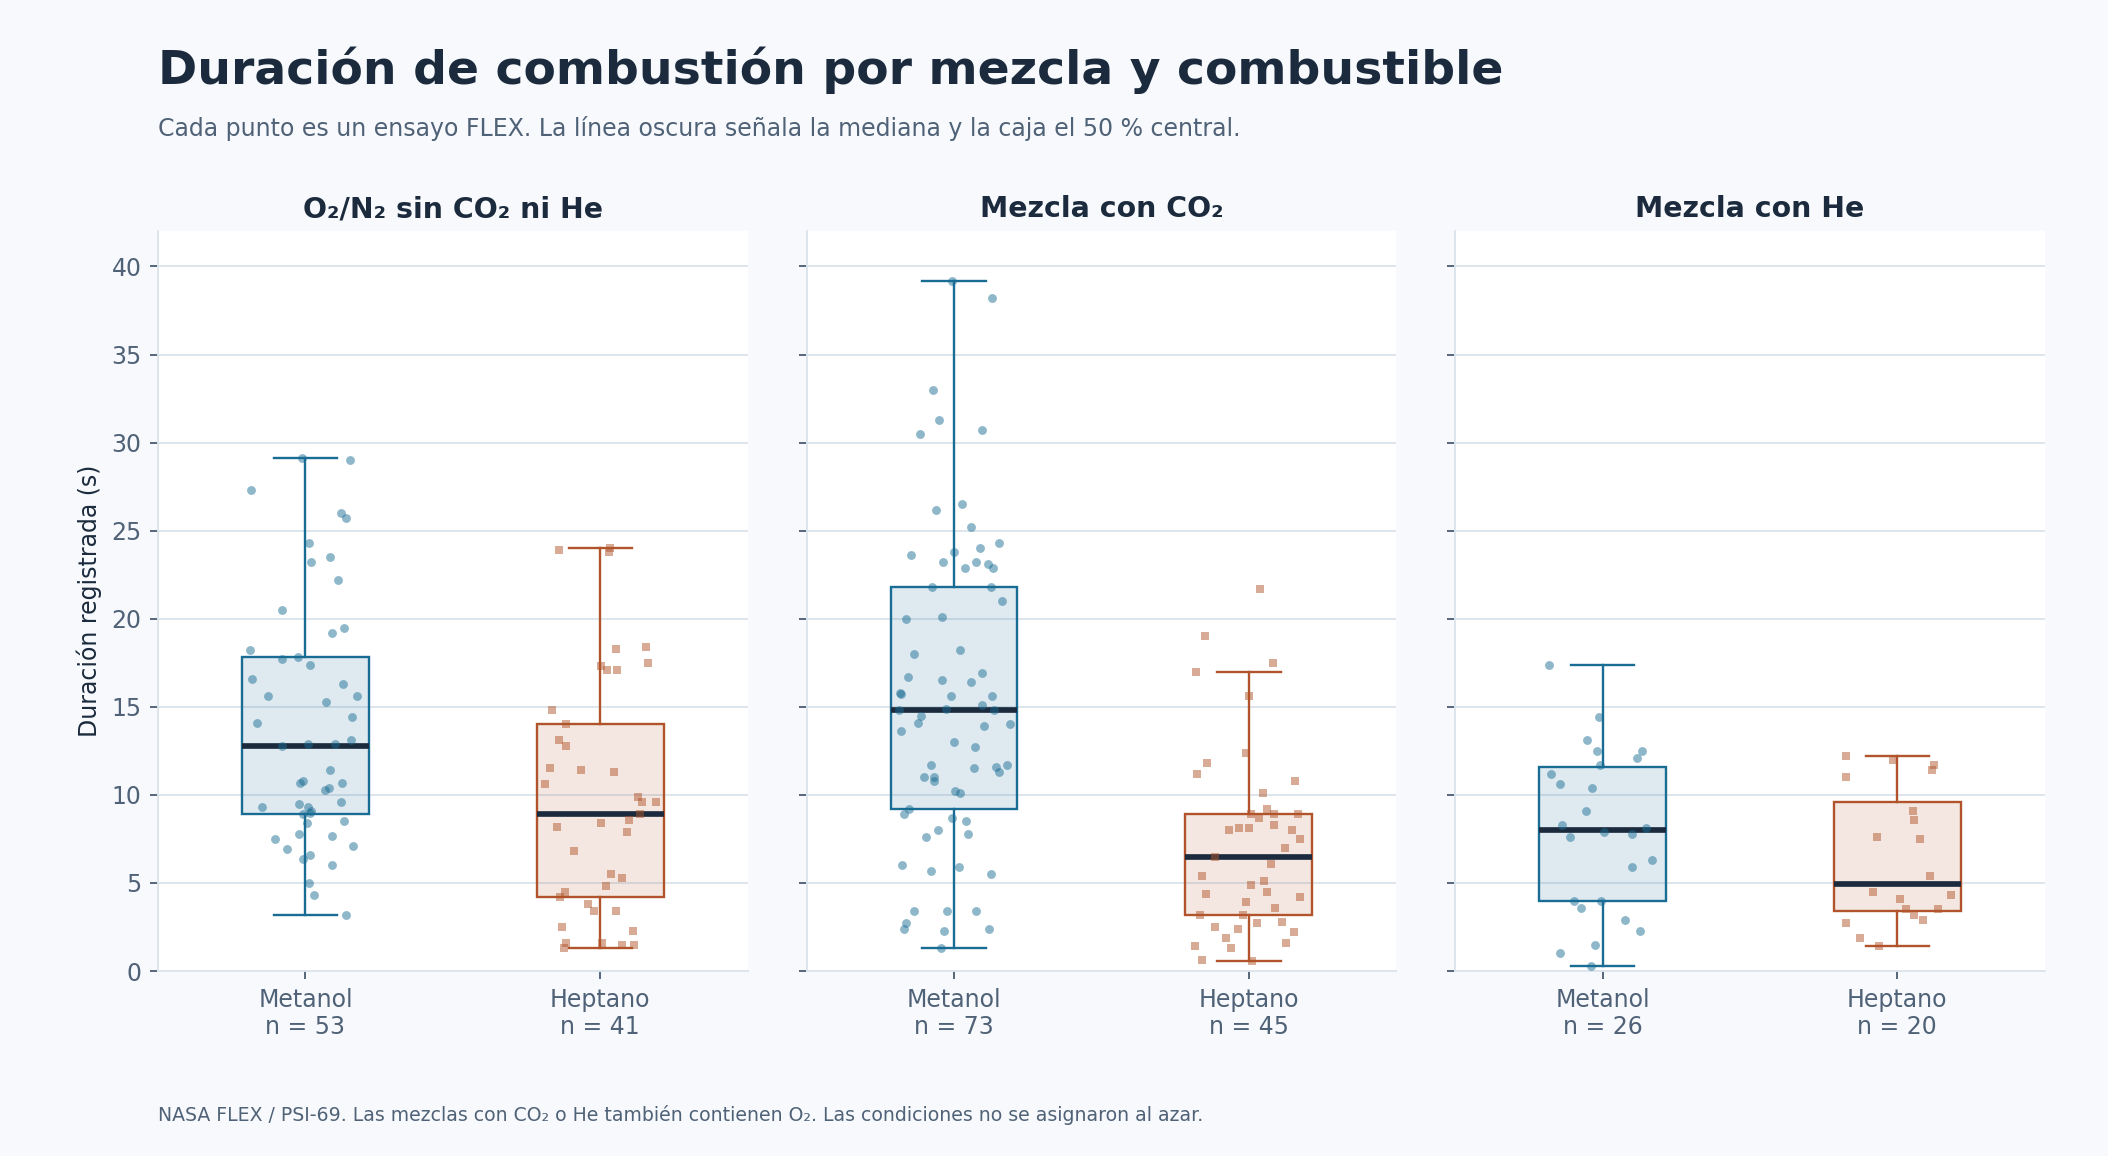 Duración de combustión por mezcla y combustible
Cada punto es un ensayo FLEX. La línea oscura señala la mediana y la caja el 50 % central.
O₂/N₂ sin CO₂ ni He
Mezcla con CO₂
Mezcla con He
Duración registrada (s)
40
35
30
25
20
15
10
5
0
Metanol
n = 53
Heptano
n = 41
Metanol
n = 73
Heptano
n = 45
Metanol
n = 26
Heptano
n = 20
NASA FLEX / PSI-69. Las mezclas con CO₂ o He también contienen O₂. Las condiciones no se asignaron al azar.